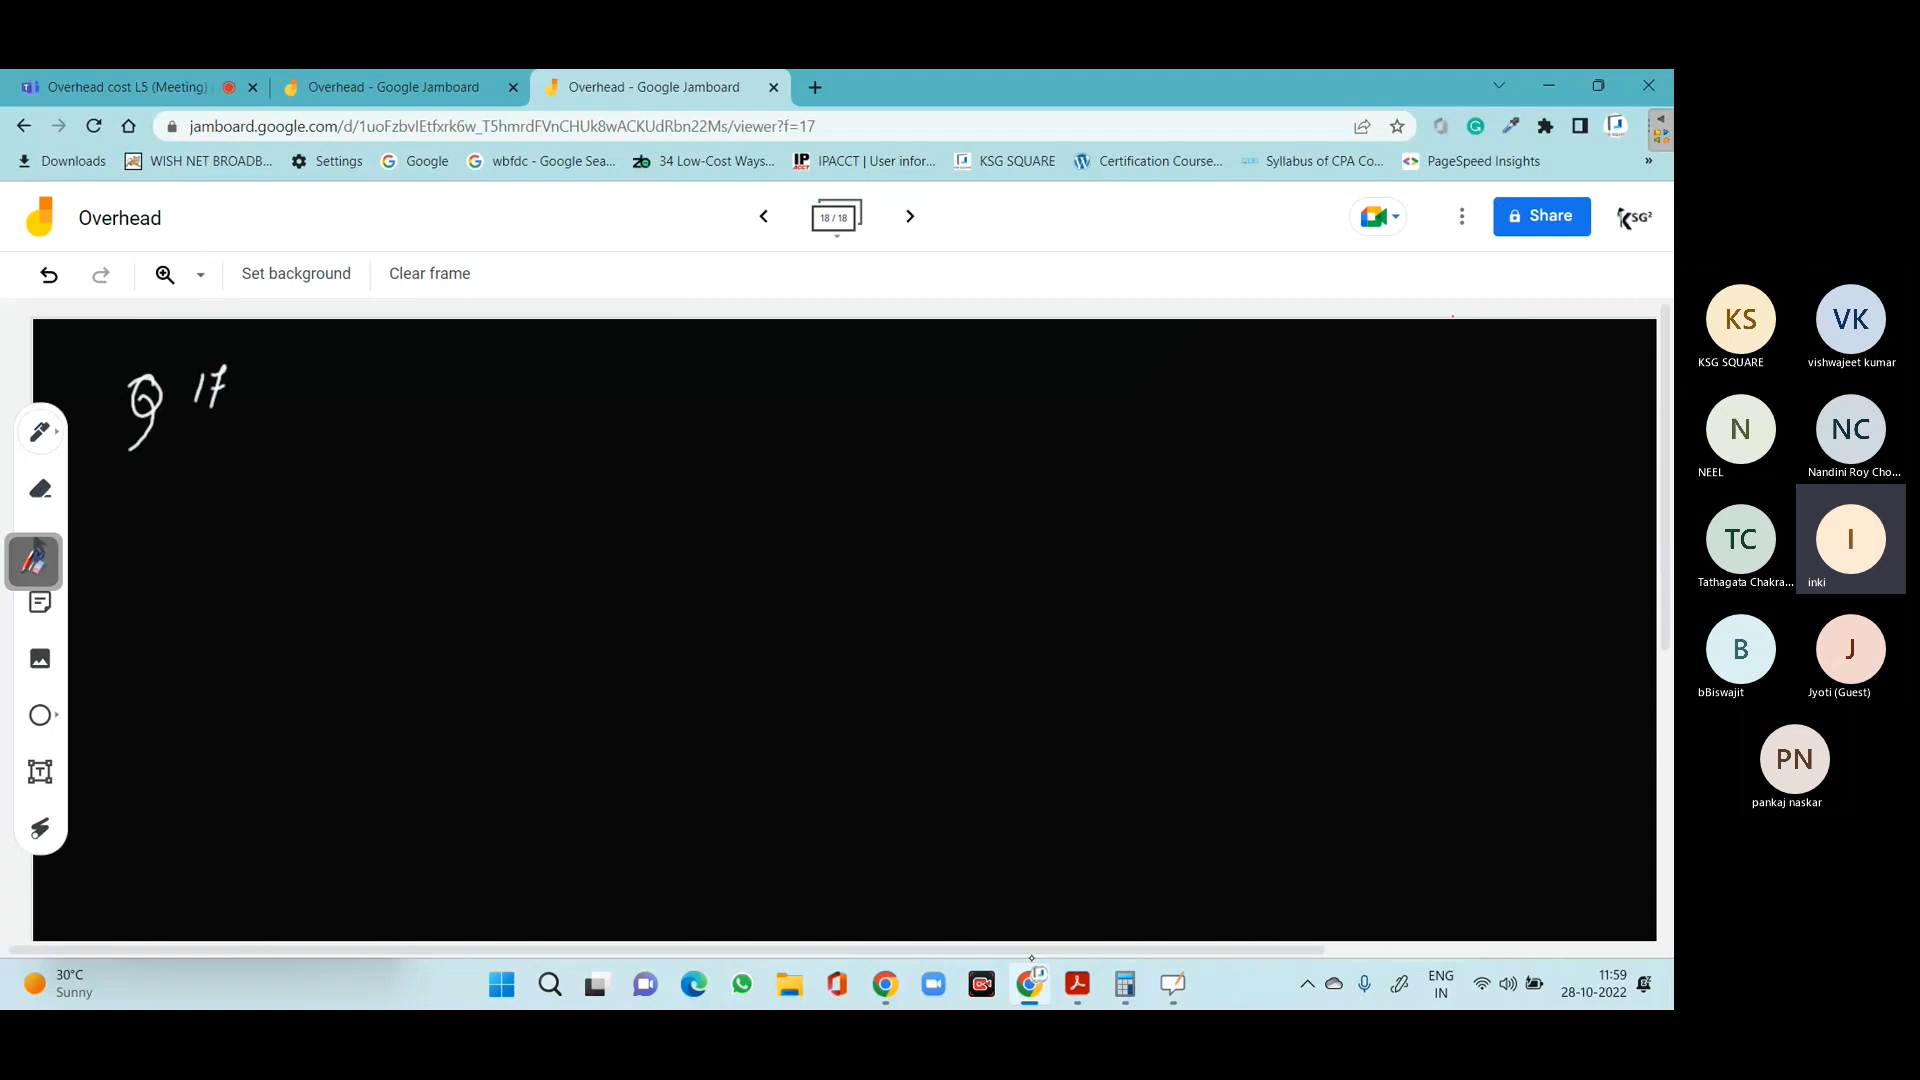 Overhead cost L5 (Meeting)
Overhead - Google Jamboard
Overhead - Google Jamboard
jamboard.google.com/d/1uoFzbvIEtfxrk6w_T5hmrdFVnCHUk8wACKUdRbn22Ms/viewer?f=17
Downloads
WISH NET BROADB...
Settings
Google
wbfdc - Google Sea...
34 Low-Cost Ways...
IPACCT | User infor...
KSG SQUARE
Certification Course...
Syllabus of CPA Co...
PageSpeed Insights
»
Overhead
18 / 18
Share
KSG²
Set background
Clear frame
Q 17
KS
KSG SQUARE
VK
vishwajeet kumar
N
NEEL
NC
Nandini Roy Cho...
TC
Tathagata Chakra...
I
inki
B
bBiswajit
J
Jyoti (Guest)
PN
pankaj naskar
30°C
Sunny
ENG
IN
11:59
28-10-2022